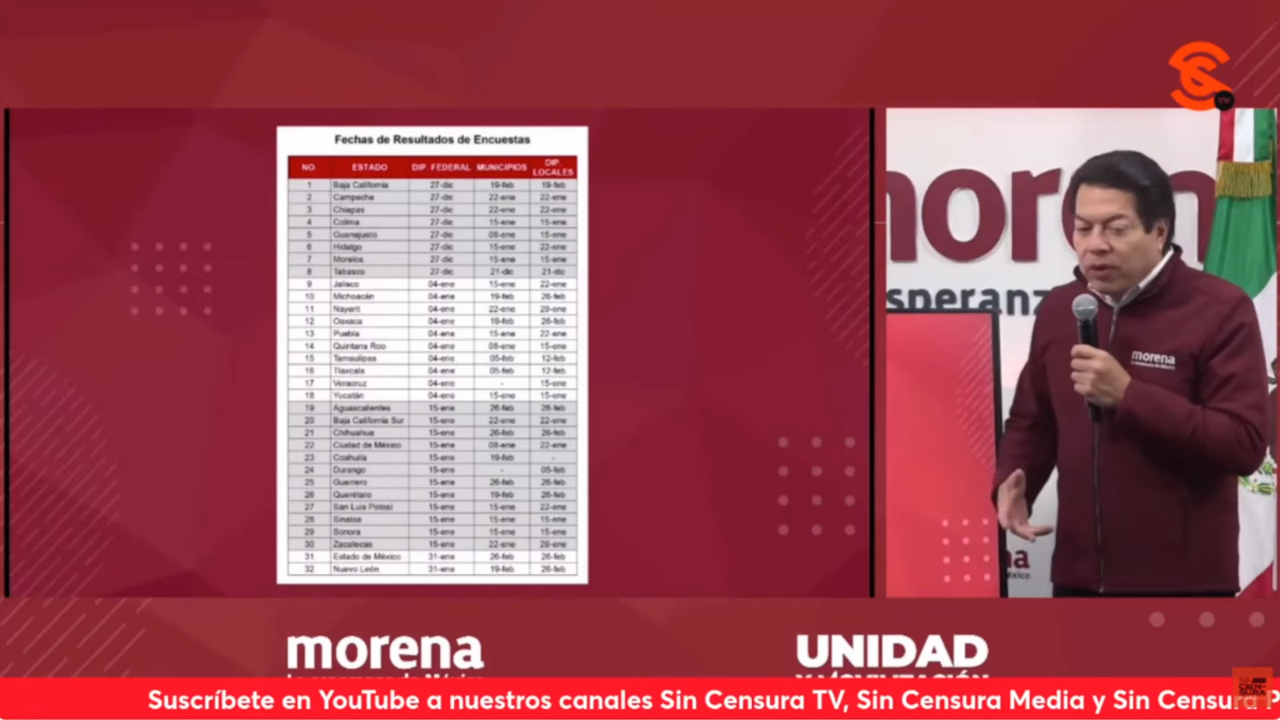 Fechas de Resultados de Encuestas
NO. ESTADO DIP. FEDERAL MUNICIPIOS DIP. LOCALES
1 Baja California 27-dic 19-feb 19-feb
2 Campeche 27-dic 22-ene 22-ene
3 Chiapas 27-dic 22-ene 22-ene
4 Colima 27-dic 15-ene 15-ene
5 Guanajuato 27-dic 08-ene 15-ene
6 Hidalgo 27-dic 15-ene 22-ene
7 Morelos 27-dic 15-ene 15-ene
8 Tabasco 27-dic 21-dic 21-dic
9 Jalisco 04-ene 15-ene 22-ene
10 Michoacán 04-ene 19-feb 26-feb
11 Nayarit 04-ene 22-ene 29-ene
12 Oaxaca 04-ene 19-feb 26-feb
13 Puebla 04-ene 15-ene 22-ene
14 Quintana Roo 04-ene 08-ene 15-ene
15 Tamaulipas 04-ene 05-feb 12-feb
16 Tlaxcala 04-ene 05-feb 12-feb
17 Veracruz 04-ene - 15-ene
18 Yucatán 04-ene 15-ene 15-ene
19 Aguascalientes 15-ene 26-feb 26-feb
20 Baja California Sur 15-ene 22-ene 22-ene
21 Chihuahua 15-ene 26-feb 26-feb
22 Ciudad de México 15-ene 08-ene 22-ene
23 Coahuila 15-ene 19-feb -
24 Durango 15-ene - 05-feb
25 Guerrero 15-ene 26-feb 26-feb
26 Querétaro 15-ene 19-feb 26-feb
27 San Luis Potosí 15-ene 15-ene 22-ene
28 Sinaloa 15-ene 15-ene 15-ene
29 Sonora 15-ene 15-ene 15-ene
30 Zacatecas 15-ene 22-ene 29-ene
31 Estado de México 31-ene 26-feb 26-feb
32 Nuevo León 31-ene 19-feb 26-feb
TV
morena
morena
UNIDAD
Suscríbete en YouTube a nuestros canales Sin Censura TV, Sin Censura Media y Sin Censura